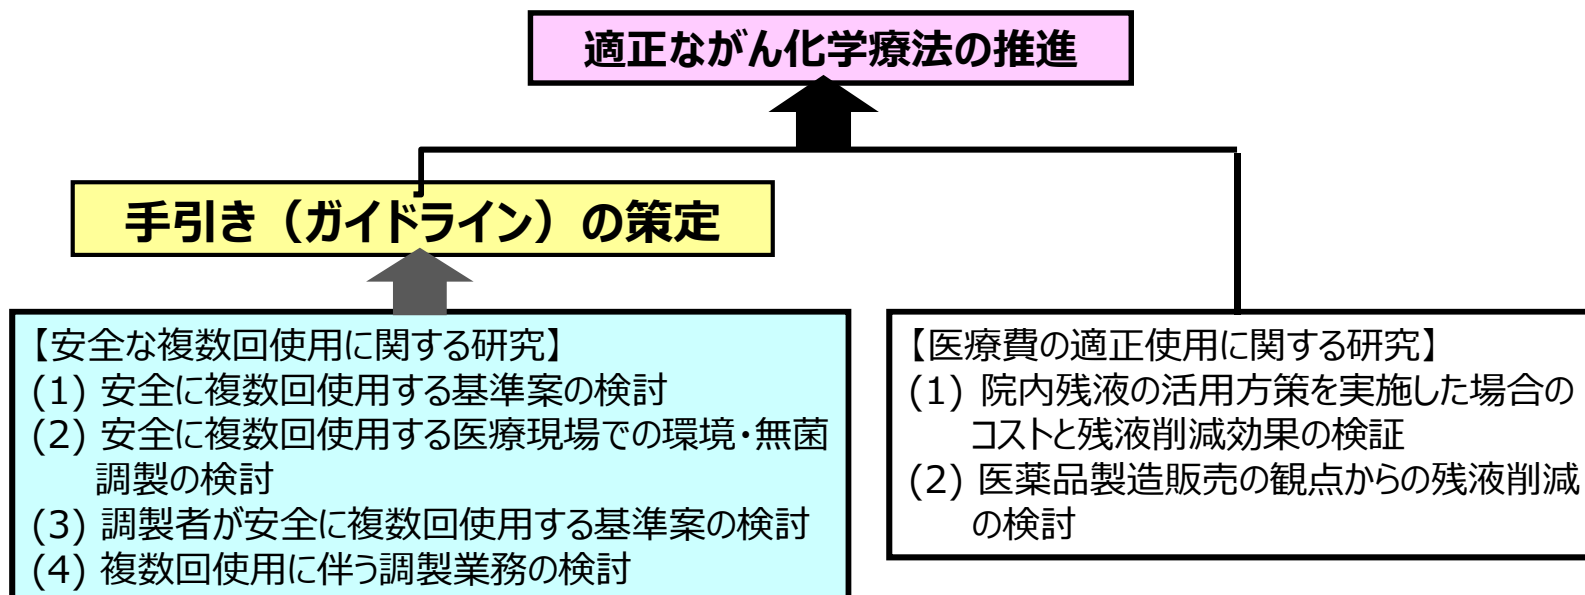 適正ながん化学療法の推進
手引き（ガイドライン）の策定
【安全な複数回使用に関する研究】
(1) 安全に複数回使用する基準案の検討
(2) 安全に複数回使用する医療現場での環境・無菌
調製の検討
(3) 調製者が安全に複数回使用する基準案の検討
(4) 複数回使用に伴う調製業務の検討
【医療費の適正使用に関する研究】
(1) 院内残液の活用方策を実施した場合の
コストと残液削減効果の検証
(2) 医薬品製造販売の観点からの残液削減
の検討